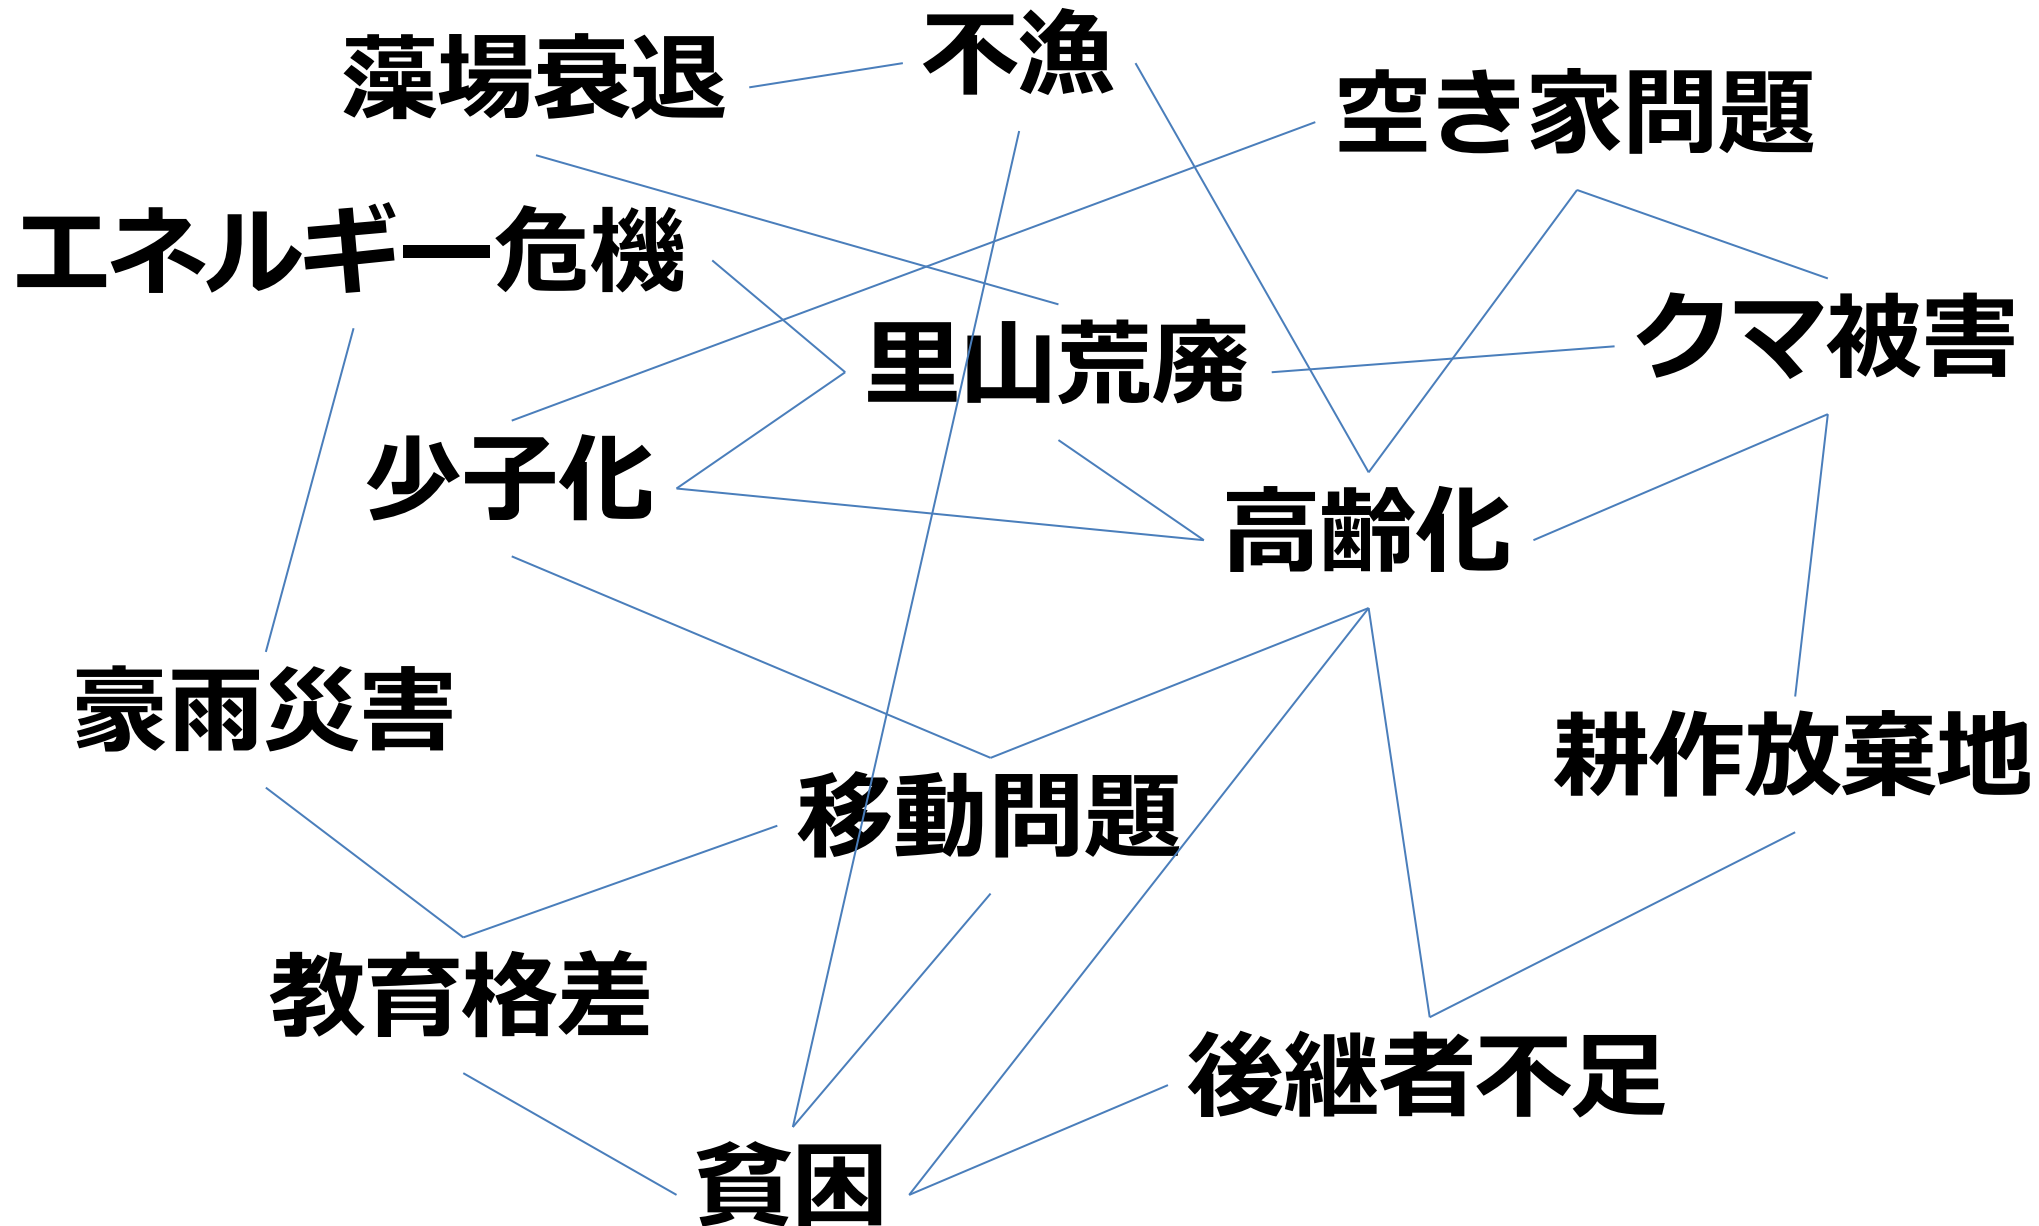 藻場衰退
不漁
空き家問題
エネルギー危機
里山荒廃
クマ被害
少子化
高齢化
豪雨災害
移動問題
耕作放棄地
教育格差
後継者不足
貧困